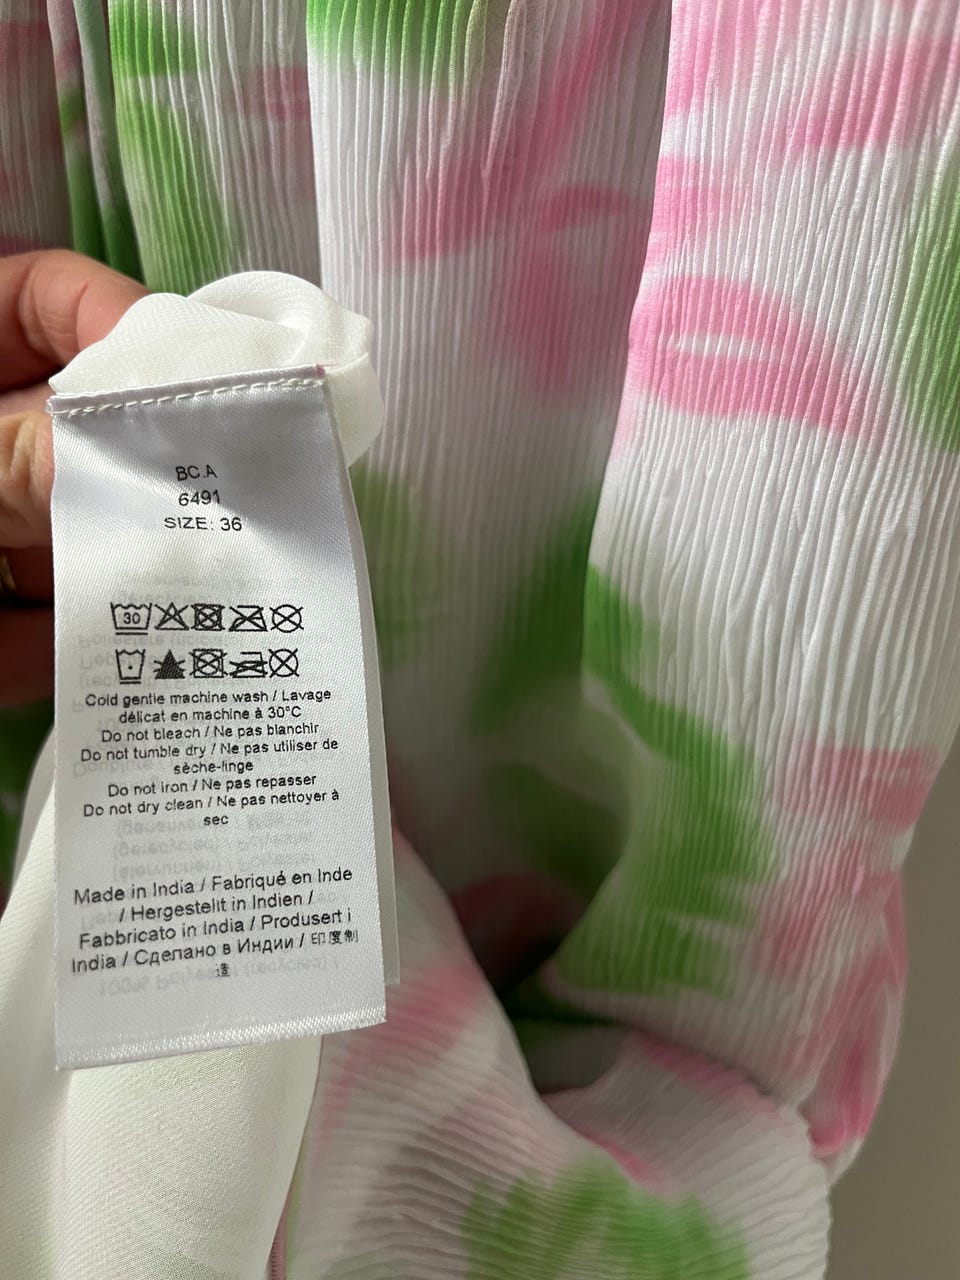 BC.A
6491
SIZE: 36
30
Cold gentle machine wash / Lavage
délicat en machine à 30°C
Do not bleach / Ne pas blanchir
Do not tumble dry / Ne pas utiliser de
sèche-linge
Do not iron / Ne pas repasser
Do not dry clean / Ne pas nettoyer à
sec
Made in India / Fabriqué en Inde
/ Hergestellt in Indien /
Fabbricato in India / Produsert i
India / Сделано в Индии / 印度制
造